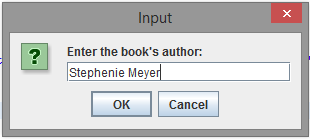 Input
Enter the book's author:
Stephenie Meyer
OK Cancel